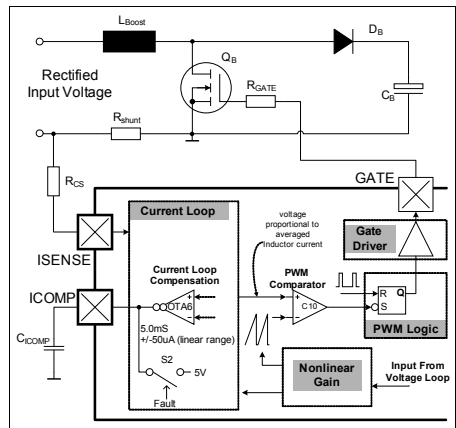 LBoost
DB
QB
Rectified
Input Voltage
RGATE
CB
Rshunt
RCS
GATE
Current Loop
voltage
proportional to
averaged
Inductor current
Gate
Driver
ISENSE
Current Loop
Compensation
PWM
Comparator
ICOMP
OTA6
+
−
+
−
C10
R
S
Q
PWM Logic
5.0mS
+/-50uA (linear range)
CICOMP
S2
5V
Fault
Nonlinear
Gain
Input From
Voltage Loop